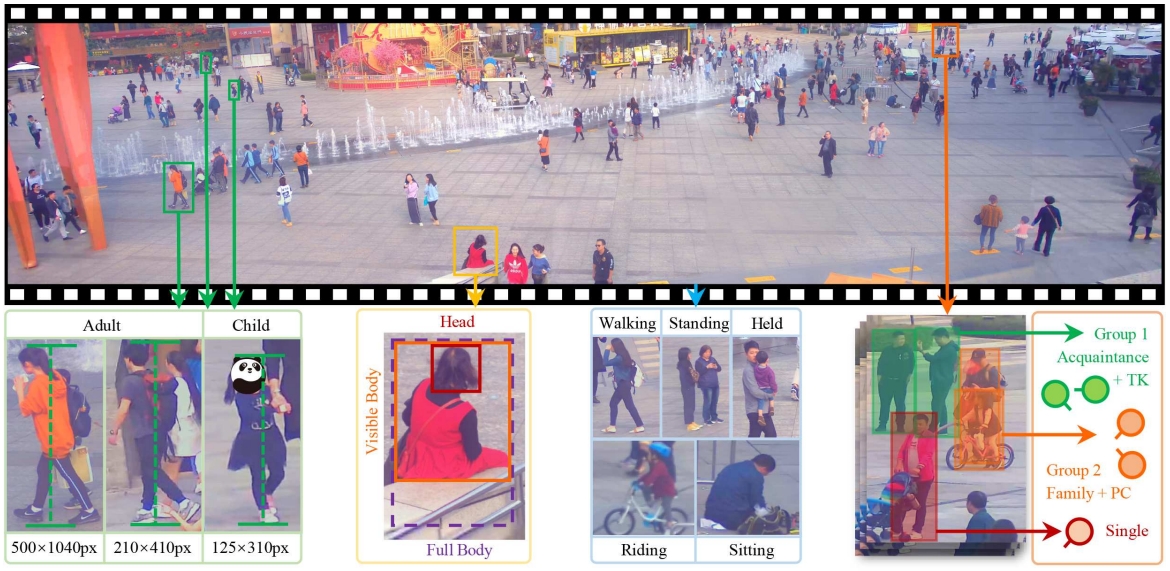 Adult
Child
500×1040px
210×410px
125×310px
Head
Visible Body
Full Body
Walking
Standing
Held
Riding
Sitting
Group 1
Acquaintance
+ TK
Group 2
Family + PC
Single